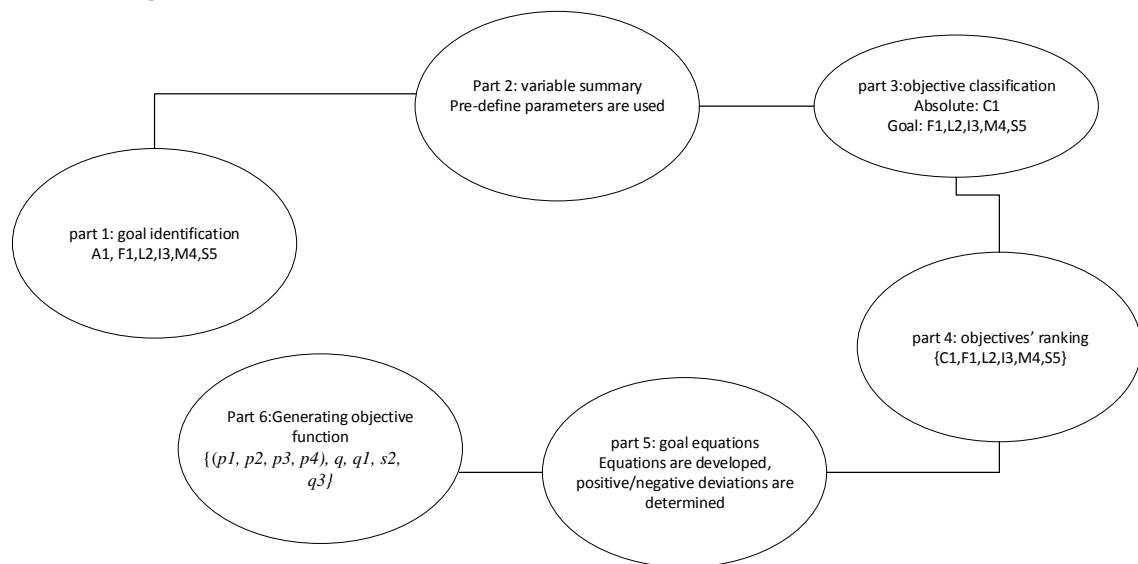 part 1: goal identification
A1, F1,L2,I3,M4,S5
Part 2: variable summary
Pre-define parameters are used
part 3:objective classification
Absolute: C1
Goal: F1,L2,I3,M4,S5
part 4: objectives’ ranking
{C1,F1,L2,I3,M4,S5}
part 5: goal equations
Equations are developed,
positive/negative deviations are
determined
Part 6:Generating objective
function
{(p1, p2, p3, p4), q, q1, s2,
q3}